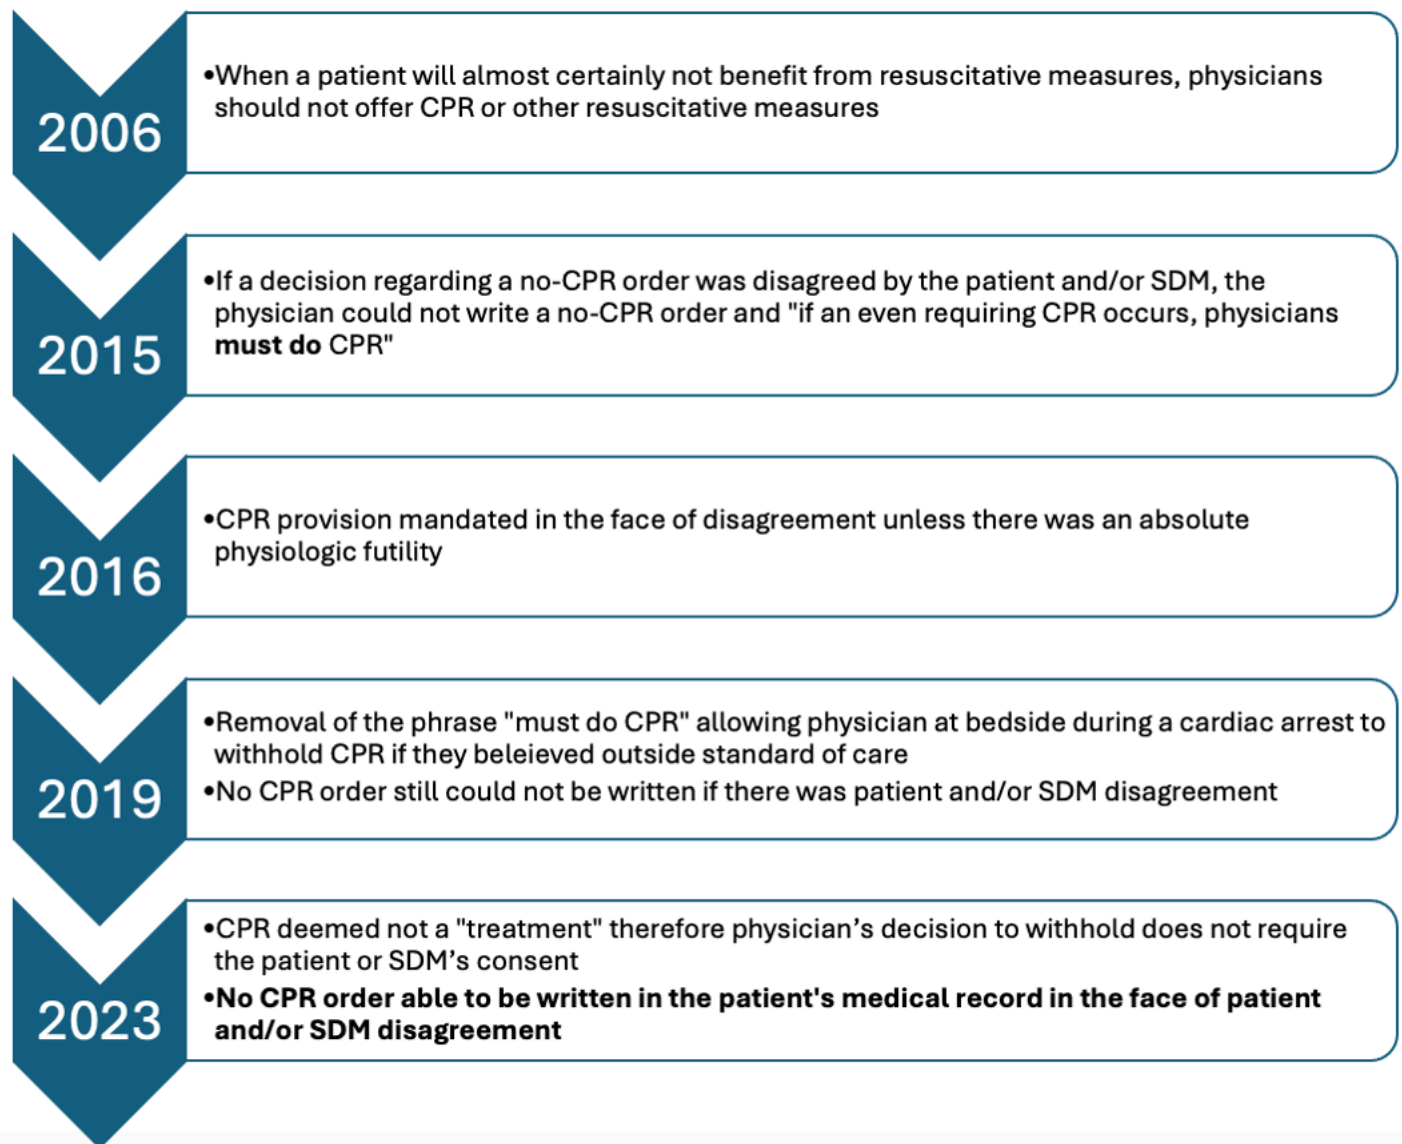 2006
•When a patient will almost certainly not benefit from resuscitative measures, physicians
should not offer CPR or other resuscitative measures
2015
•If a decision regarding a no-CPR order was disagreed by the patient and/or SDM, the
physician could not write a no-CPR order and "if an even requiring CPR occurs, physicians
must do CPR"
2016
•CPR provision mandated in the face of disagreement unless there was an absolute
physiologic futility
2019
•Removal of the phrase "must do CPR" allowing physician at bedside during a cardiac arrest to
withhold CPR if they beleieved outside standard of care
•No CPR order still could not be written if there was patient and/or SDM disagreement
2023
•CPR deemed not a "treatment" therefore physician’s decision to withhold does not require
the patient or SDM’s consent
•No CPR order able to be written in the patient's medical record in the face of patient
and/or SDM disagreement